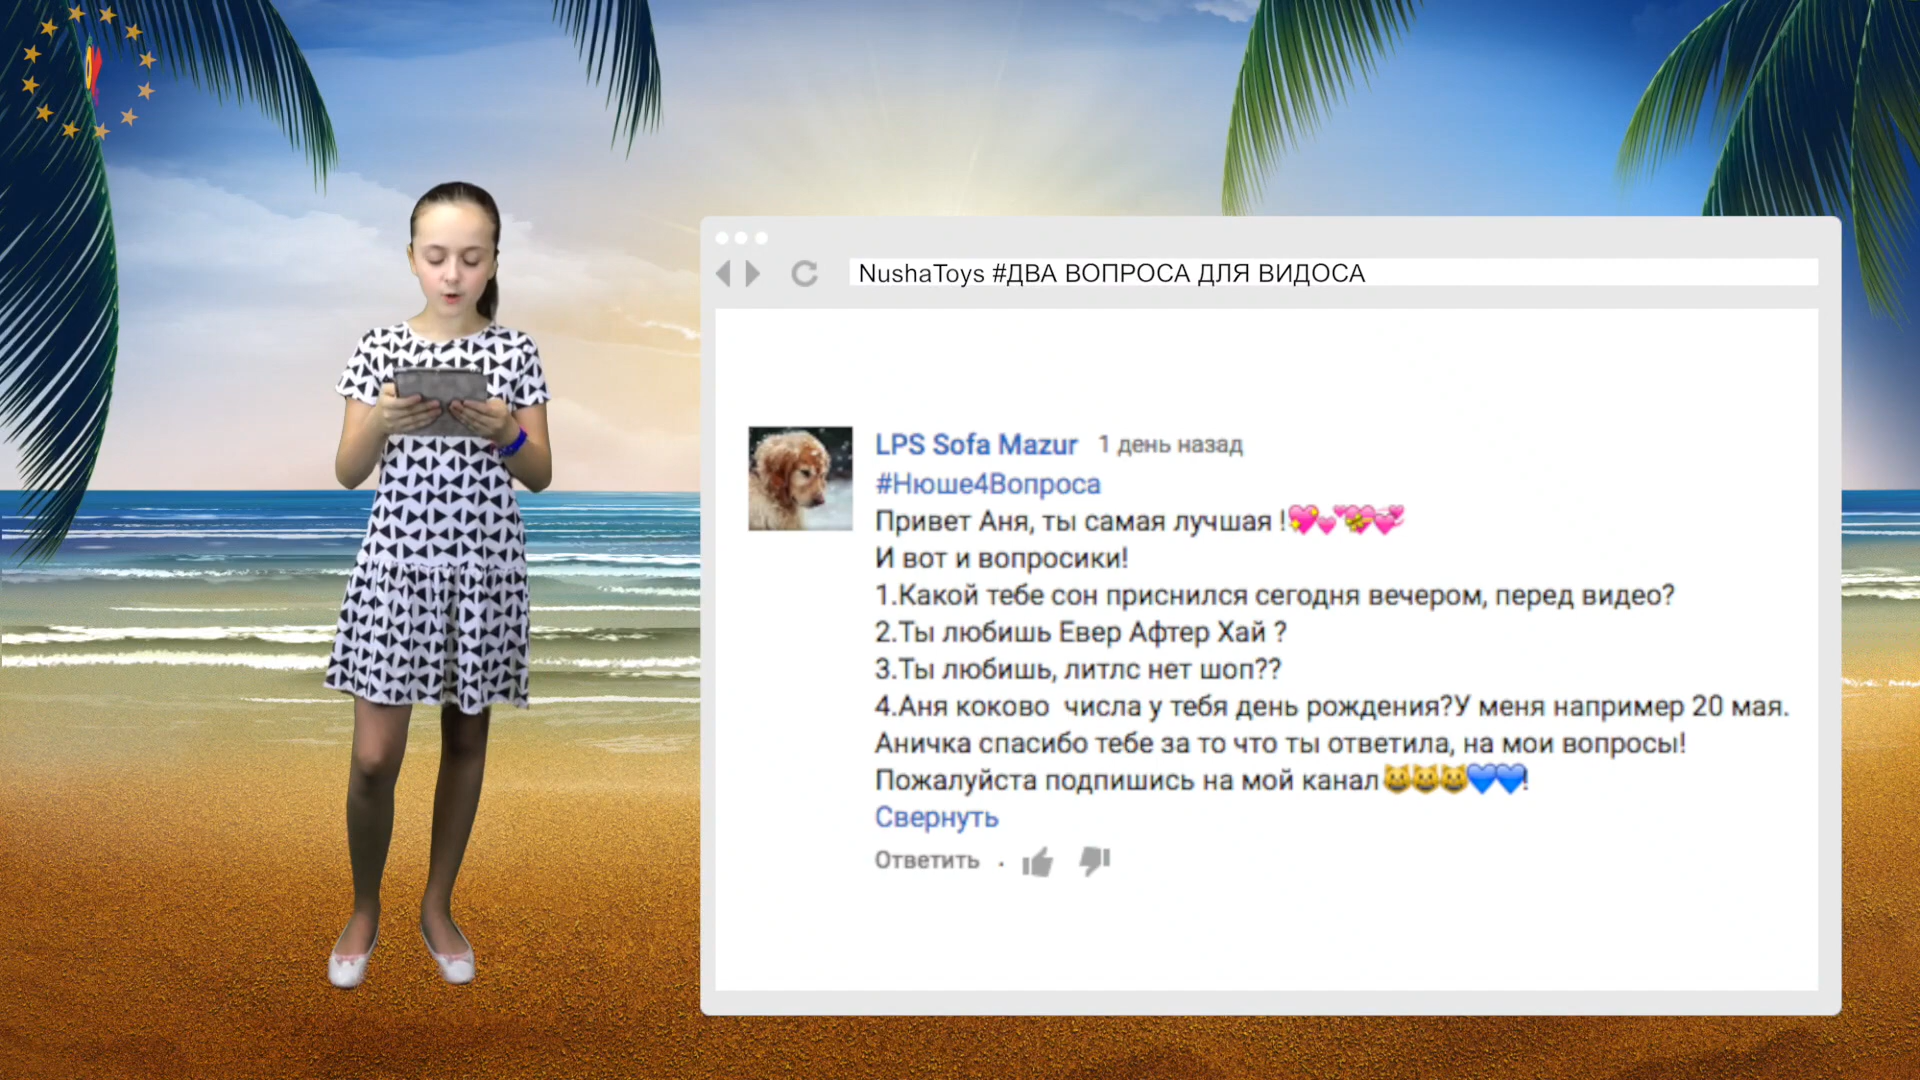 NushaToys #ДВА ВОПРОСА ДЛЯ ВИДОСА
LPS Sofa Mazur 1 день назад
#Нюше4Вопроса
Привет Аня, ты самая лучшая !💖💕💝💞
И вот и вопросики!
1.Какой тебе сон приснился сегодня вечером, перед видео?
2.Ты любишь Евер Афтер Хай ?
3.Ты любишь, литлс нет шоп??
4.Аня коково числа у тебя день рождения?У меня например 20 мая.
Аничка спасибо тебе за то что ты ответила, на мои вопросы!
Пожалуйста подпишись на мой канал😺😺😺💙💙!
Свернуть
Ответить